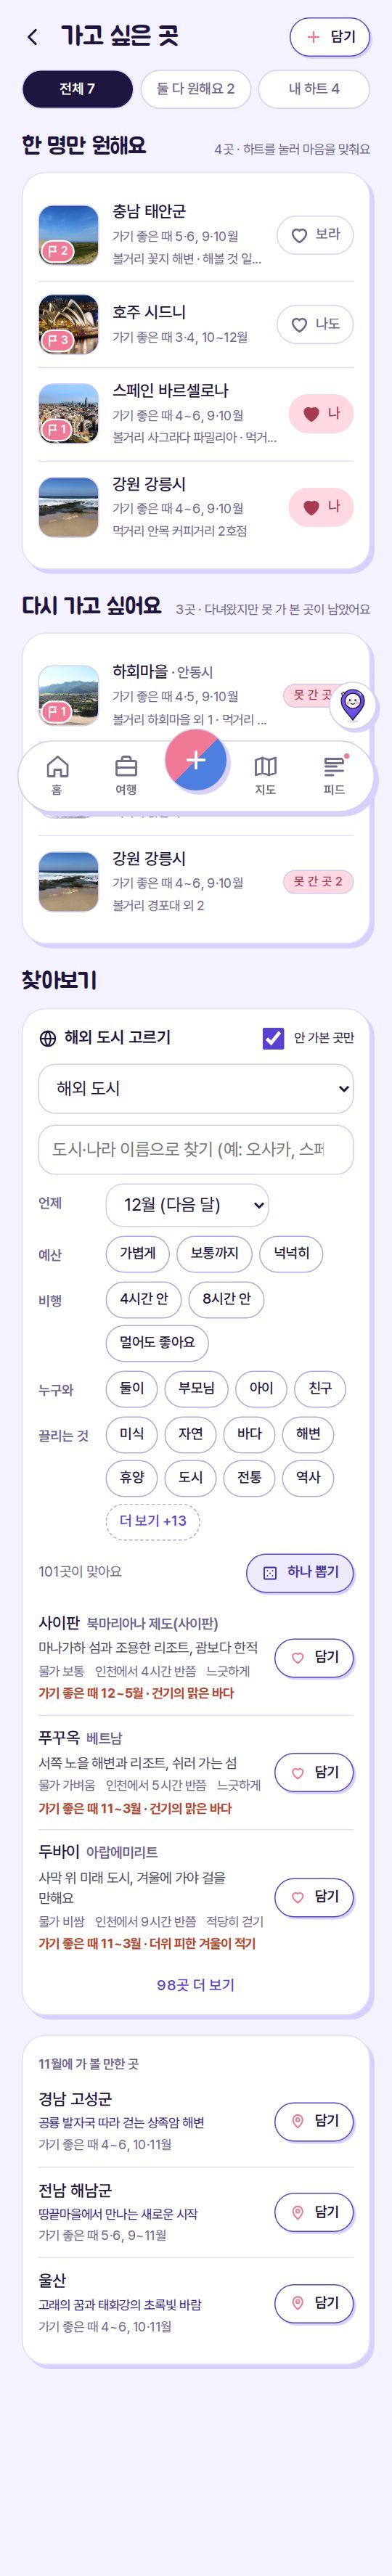 가고 싶은 곳
담기
전체 7
둘 다 원해요 2
내 하트 4
한 명만 원해요
4곳 · 하트를 눌러 마음을 맞춰요
충남 태안군
가기 좋은 때 5·6, 9·10월
볼거리 꽃지 해변 · 해볼 것 일...
2
보라
호주 시드니
가기 좋은 때 3·4, 10~12월
3
나도
스페인 바르셀로나
가기 좋은 때 4~6, 9·10월
볼거리 사그라다 파밀리아 · 먹거...
1
나
강원 강릉시
가기 좋은 때 4~6, 9·10월
먹거리 안목 커피거리 2호점
나
다시 가고 싶어요
3곳 · 다녀왔지만 못 가 본 곳이 남았어요
하회마을 · 안동시
가기 좋은 때 4·5, 9·10월
볼거리 하회마을 외 1 · 먹거리 ...
1
못 간 곳
홈
여행
지도
피드
강원 강릉시
가기 좋은 때 4~6, 9·10월
볼거리 경포대 외 2
못 간 곳 2
찾아보기
해외 도시 고르기
안 가본 곳만
해외 도시
도시·나라 이름으로 찾기 (예: 오사카, 스페
언제
12월 (다음 달)
예산
가볍게
보통까지
넉넉히
비행
4시간 안
8시간 안
멀어도 좋아요
누구와
둘이
부모님
아이
친구
끌리는 것
미식
자연
바다
해변
휴양
도시
전통
역사
더 보기 +13
101곳이 맞아요
하나 뽑기
사이판 북마리아나 제도(사이판)
마나가하 섬과 조용한 리조트, 괌보다 한적
물가 보통 인천에서 4시간 반쯤 느긋하게
가기 좋은 때 12~5월 · 건기의 맑은 바다
담기
푸꾸옥 베트남
서쪽 노을 해변과 리조트, 쉬러 가는 섬
물가 가벼움 인천에서 5시간 반쯤 느긋하게
가기 좋은 때 11~3월 · 건기의 맑은 바다
담기
두바이 아랍에미리트
사막 위 미래 도시, 겨울에 가야 걸을
만해요
물가 비쌈 인천에서 9시간 반쯤 적당히 걷기
가기 좋은 때 11~3월 · 더위 피한 겨울이 적기
담기
98곳 더 보기
11월에 가 볼 만한 곳
경남 고성군
공룡 발자국 따라 걷는 상족암 해변
가기 좋은 때 4~6, 10·11월
담기
전남 해남군
땅끝마을에서 만나는 새로운 시작
가기 좋은 때 5·6, 9~11월
담기
울산
고래의 꿈과 태화강의 초록빛 바람
가기 좋은 때 4~6, 10·11월
담기